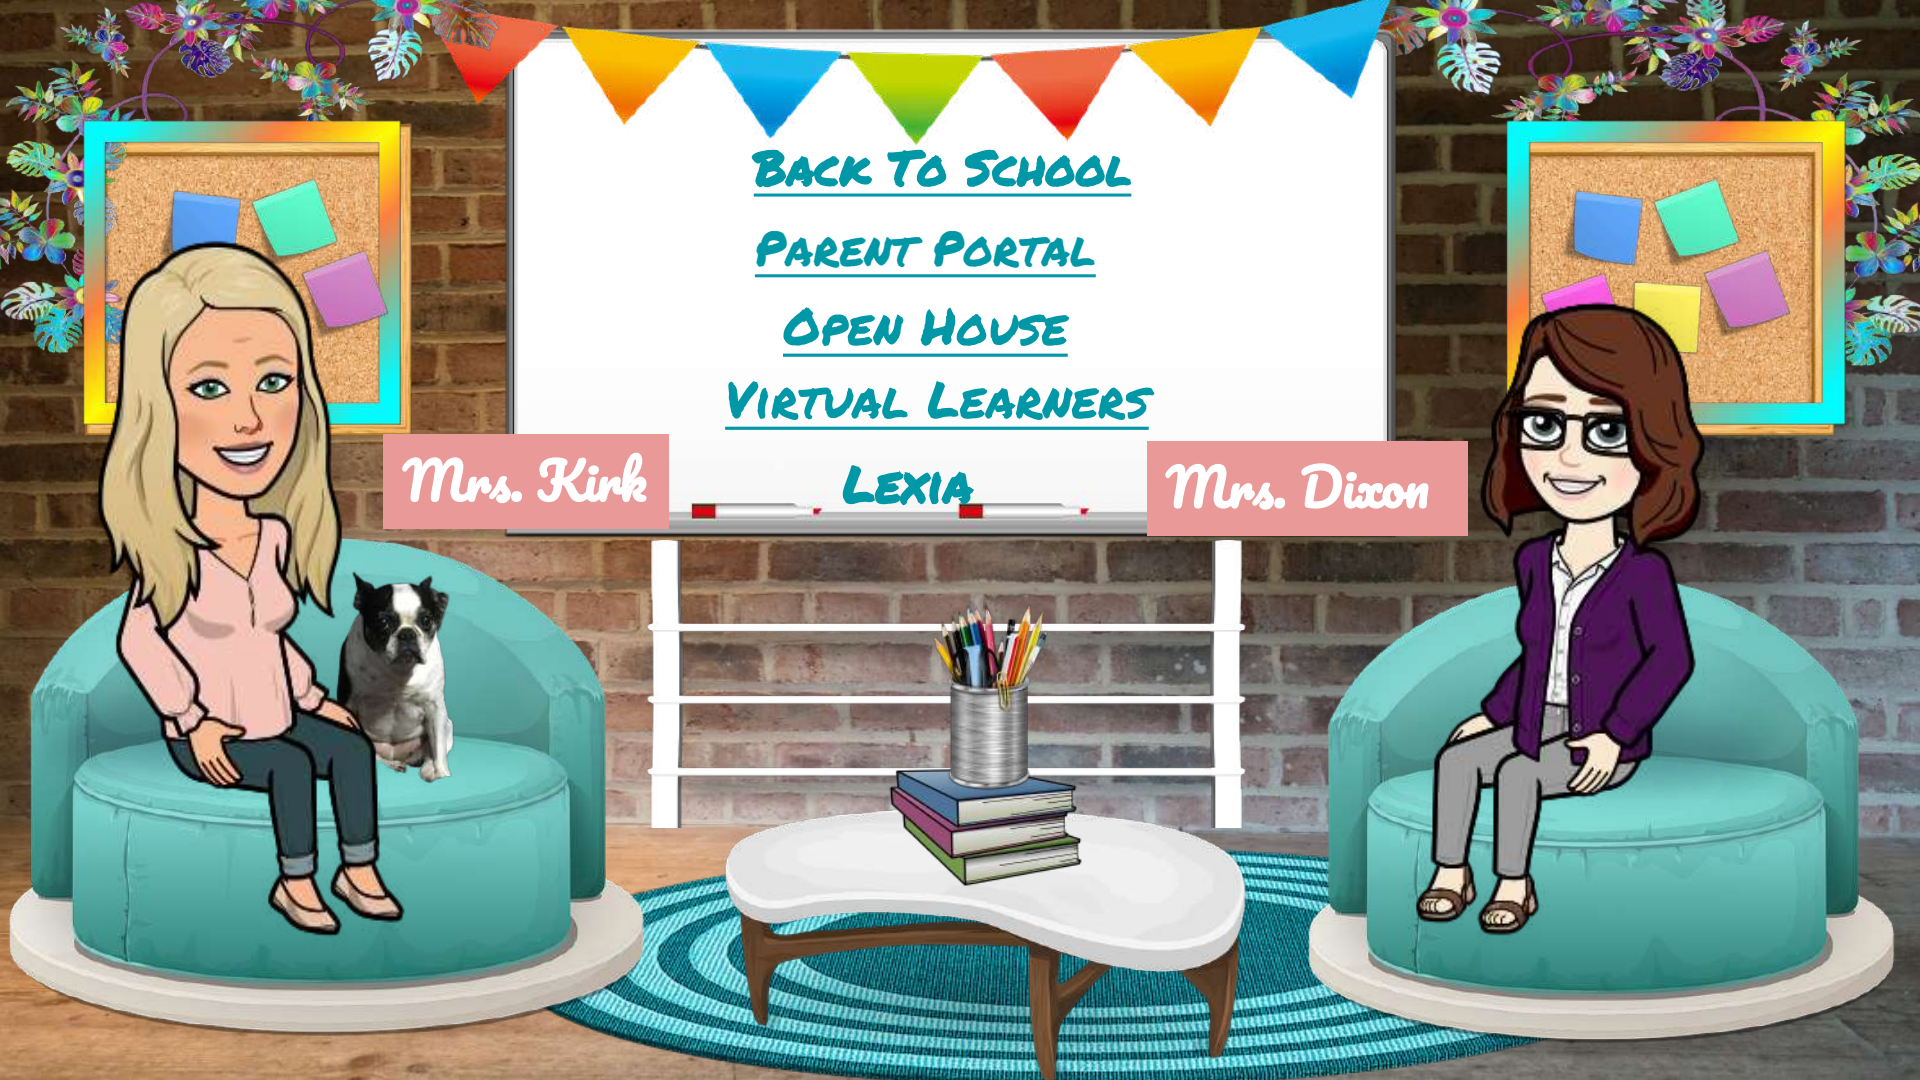 Back To School
Parent Portal
Open House
Virtual Learners
Lexia
Mrs. Kirk
Mrs. Dixon